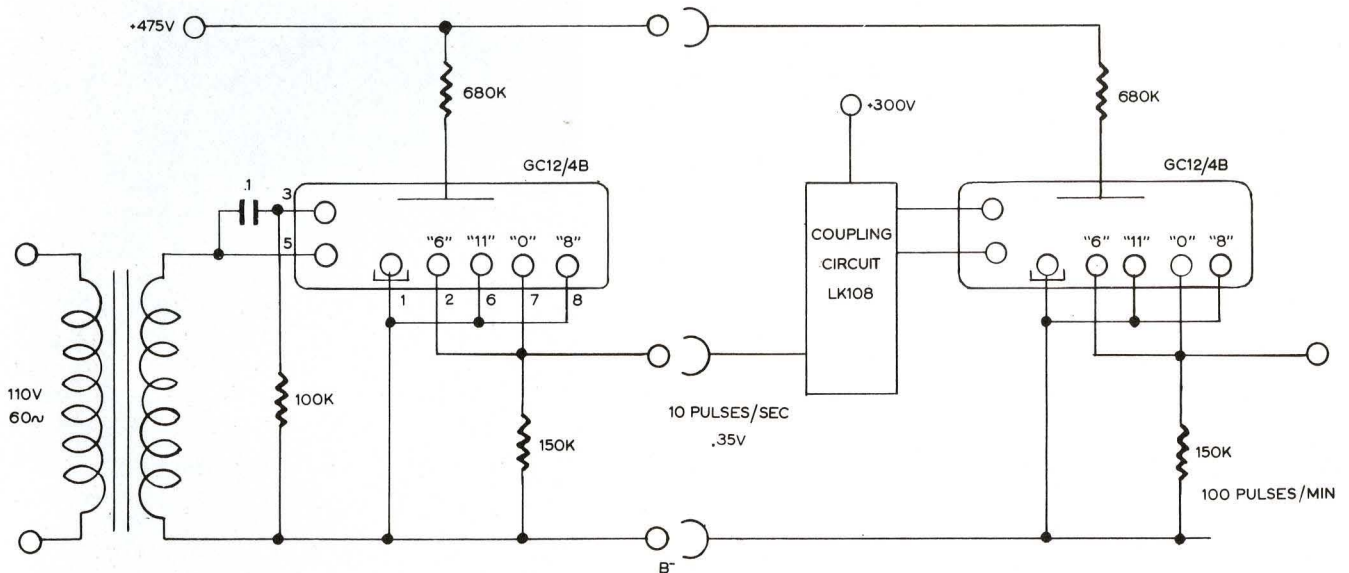 +475V
680K
680K
+300V
GC12/4B
GC12/4B
.1
3
5
"6" "11" "0" "8"
1 2 6 7 8
COUPLING
CIRCUIT
LK108
"6" "11" "0" "8"
110V
60~
100K
10 PULSES/SEC
.35V
150K
150K
100 PULSES/MIN
B-